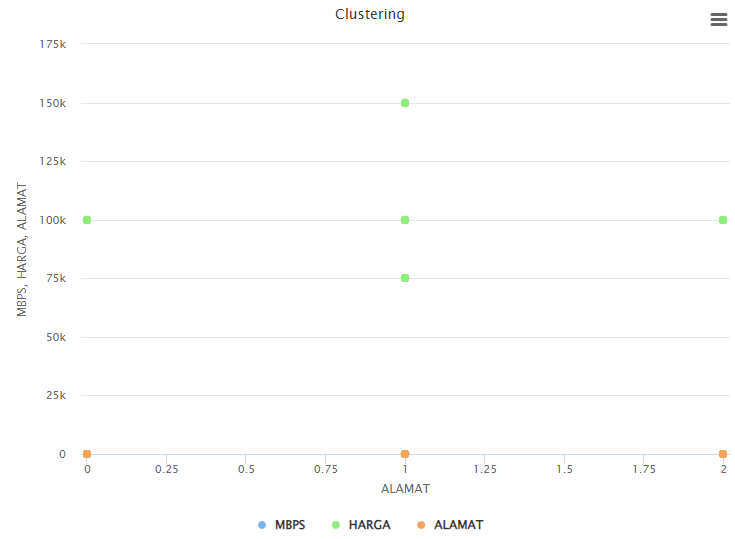 Clustering
175k
150k
125k
100k
75k
50k
25k
0
MBPS, HARGA, ALAMAT
0 0.25 0.5 0.75 1 1.25 1.5 1.75 2
ALAMAT
MBPS HARGA ALAMAT